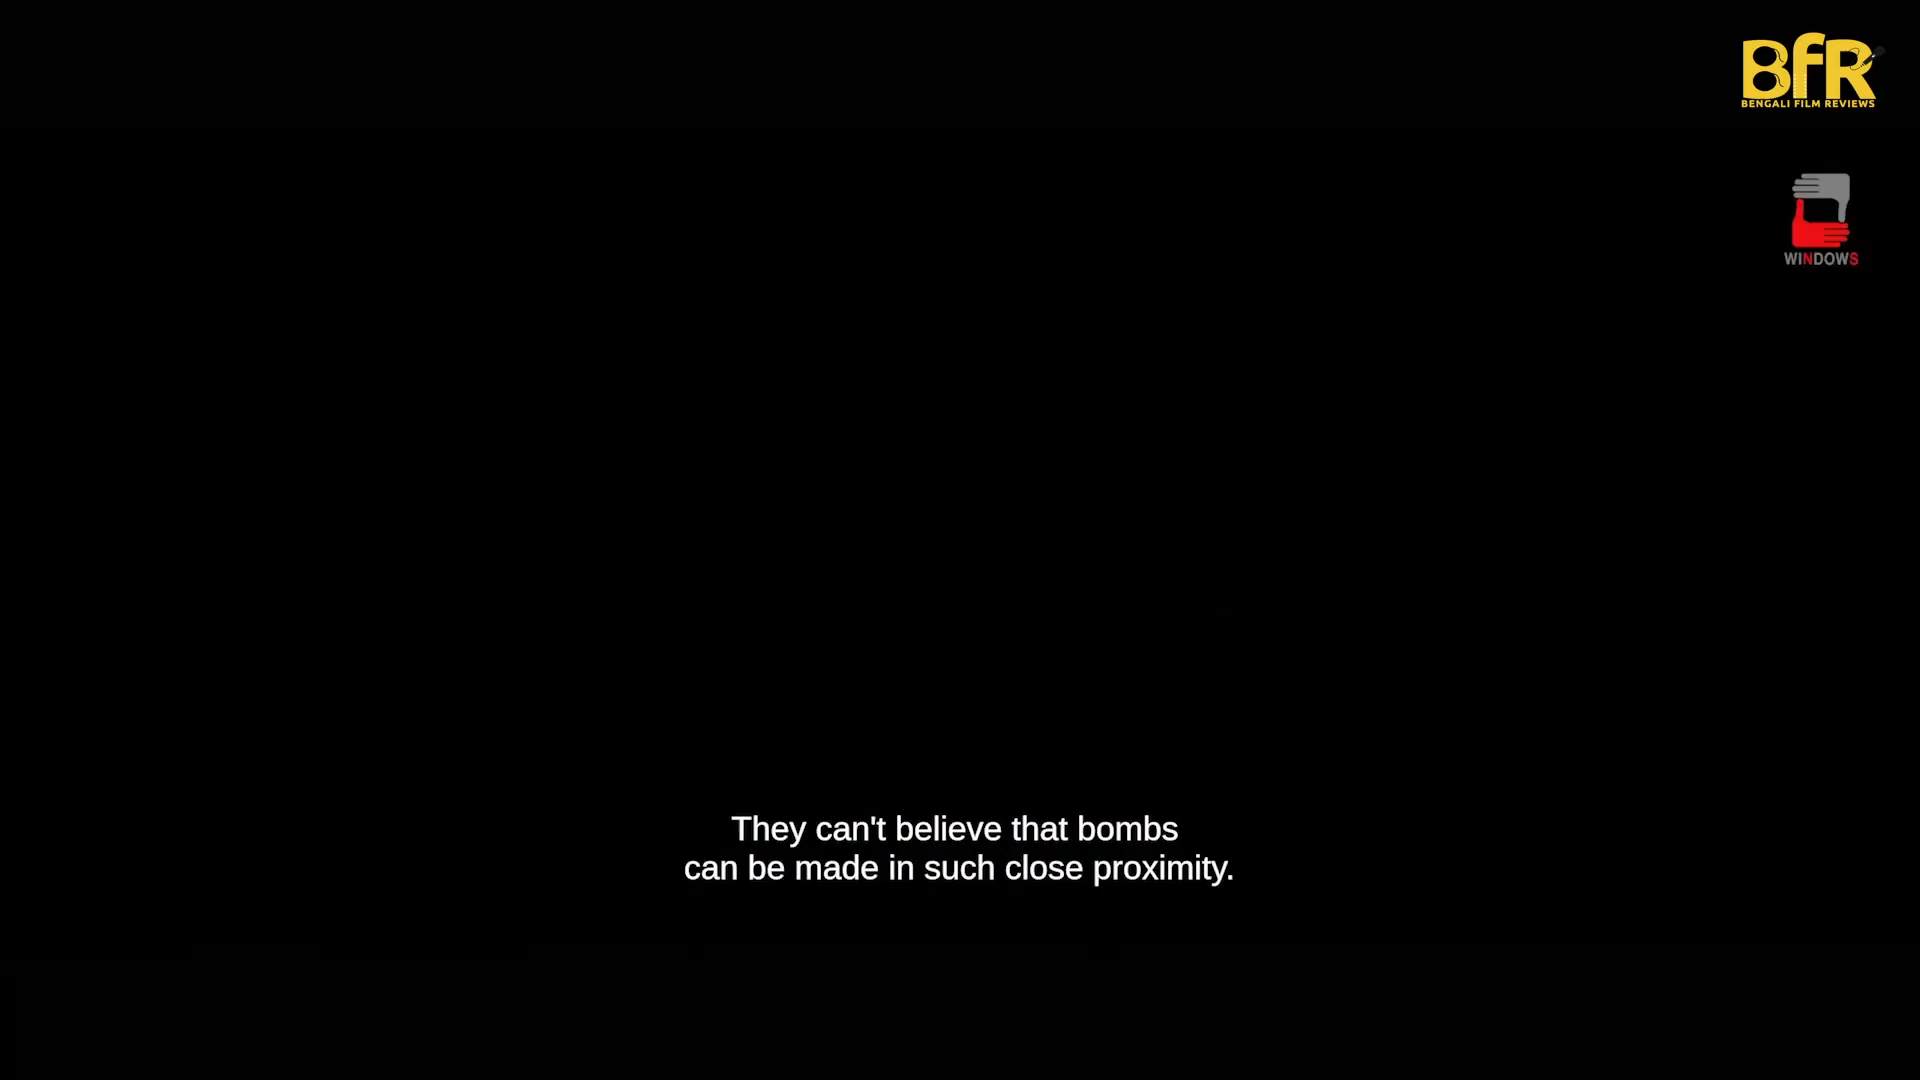 BfR
BENGALI FILM REVIEWS
WINDOWS
They can't believe that bombs
can be made in such close proximity.